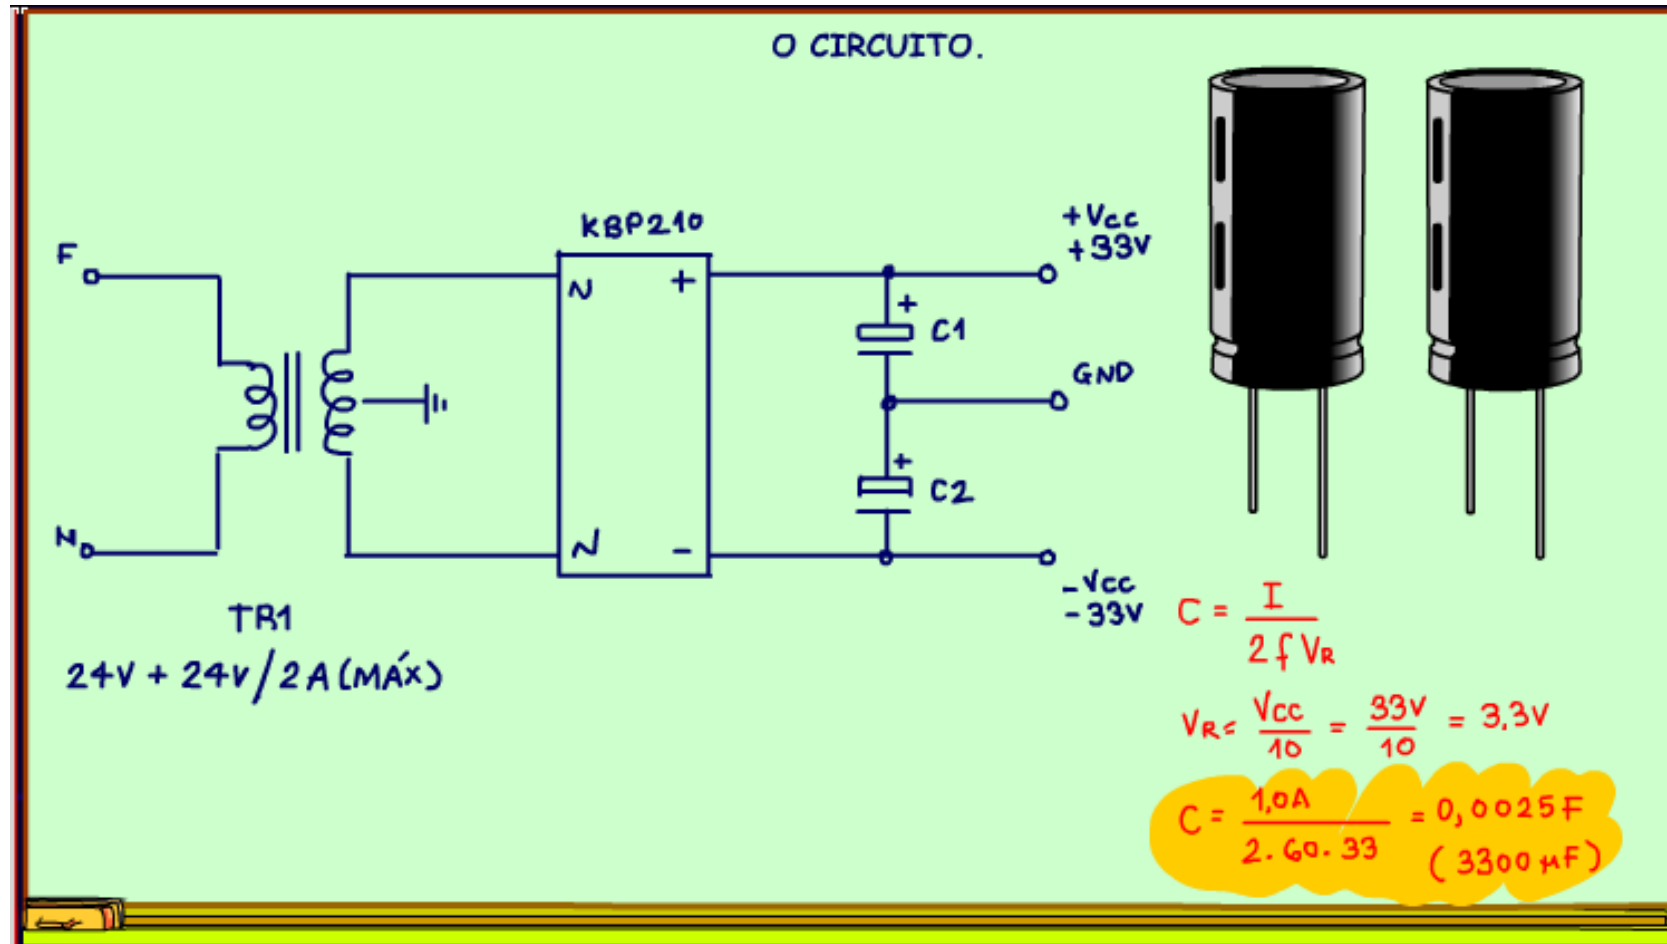 O CIRCUITO.
KBP210
+Vcc
+33V
F
~ +
+
C1
GND
+
C2
N
~ -
-Vcc
-33V
TR1
24V + 24V/2A (MÁX)
C = I / 2 f VR
VR = Vcc / 10 = 33V / 10 = 3,3V
C = 1,0A / 2.60.33 = 0,0025F
(3300 µF)